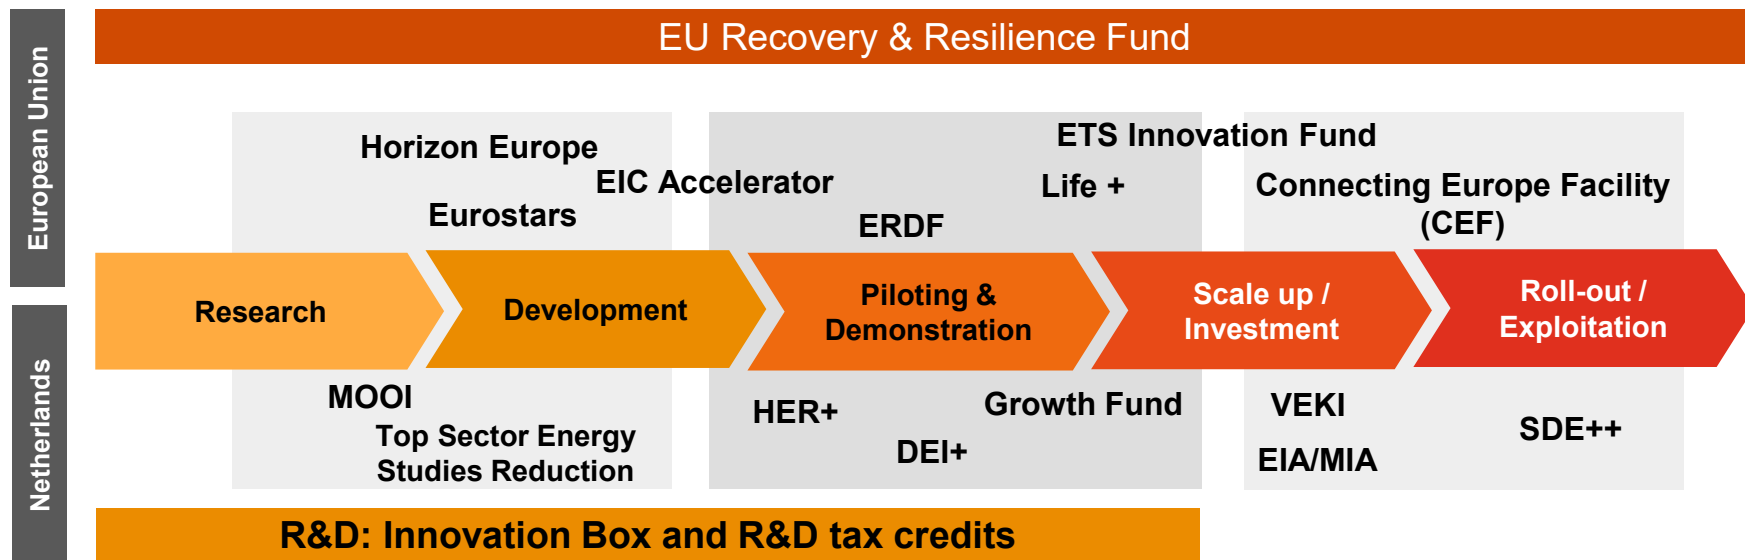 EU Recovery & Resilience Fund
European Union
Horizon Europe
EIC Accelerator
Eurostars
ETS Innovation Fund
Life +
ERDF
Connecting Europe Facility
(CEF)
Research
Development
Piloting &
Demonstration
Scale up /
Investment
Roll-out /
Exploitation
Netherlands
MOOI
Top Sector Energy
Studies Reduction
HER+
Growth Fund
DEI+
VEKI
EIA/MIA
SDE++
R&D: Innovation Box and R&D tax credits